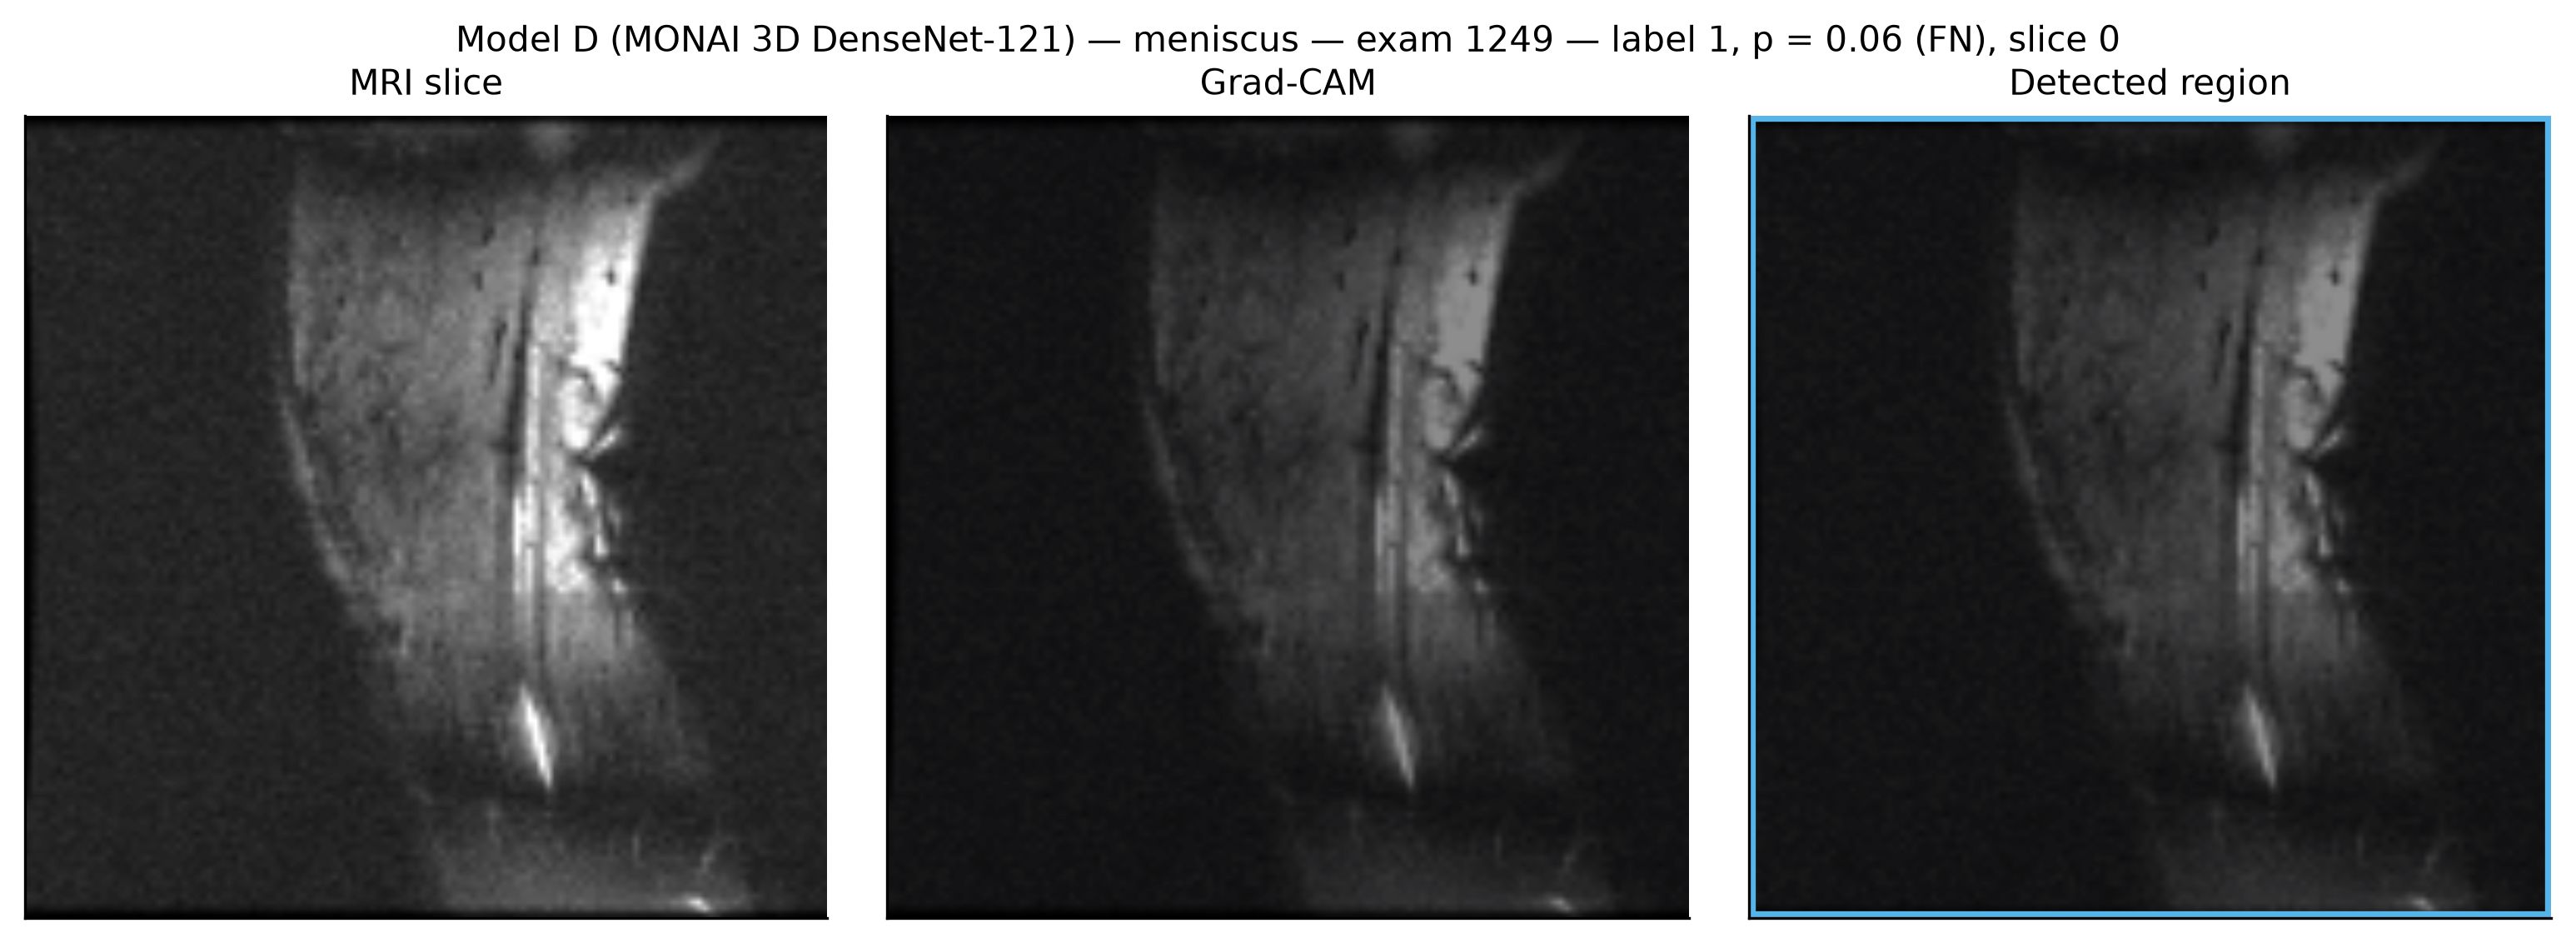 Model D (MONAI 3D DenseNet-121) — meniscus — exam 1249 — label 1, p = 0.06 (FN), slice 0
MRI slice
Grad-CAM
Detected region